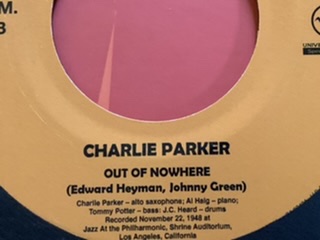 M.
CHARLIE PARKER
OUT OF NOWHERE
(Edward Heyman, Johnny Green)
Charlie Parker – alto saxophone; Al Haig – piano;
Tommy Potter – bass: J.C. Heard – drums
Recorded November 22, 1948 at
Jazz At the Philharmonic, Shrine Auditorium,
Los Angeles, California